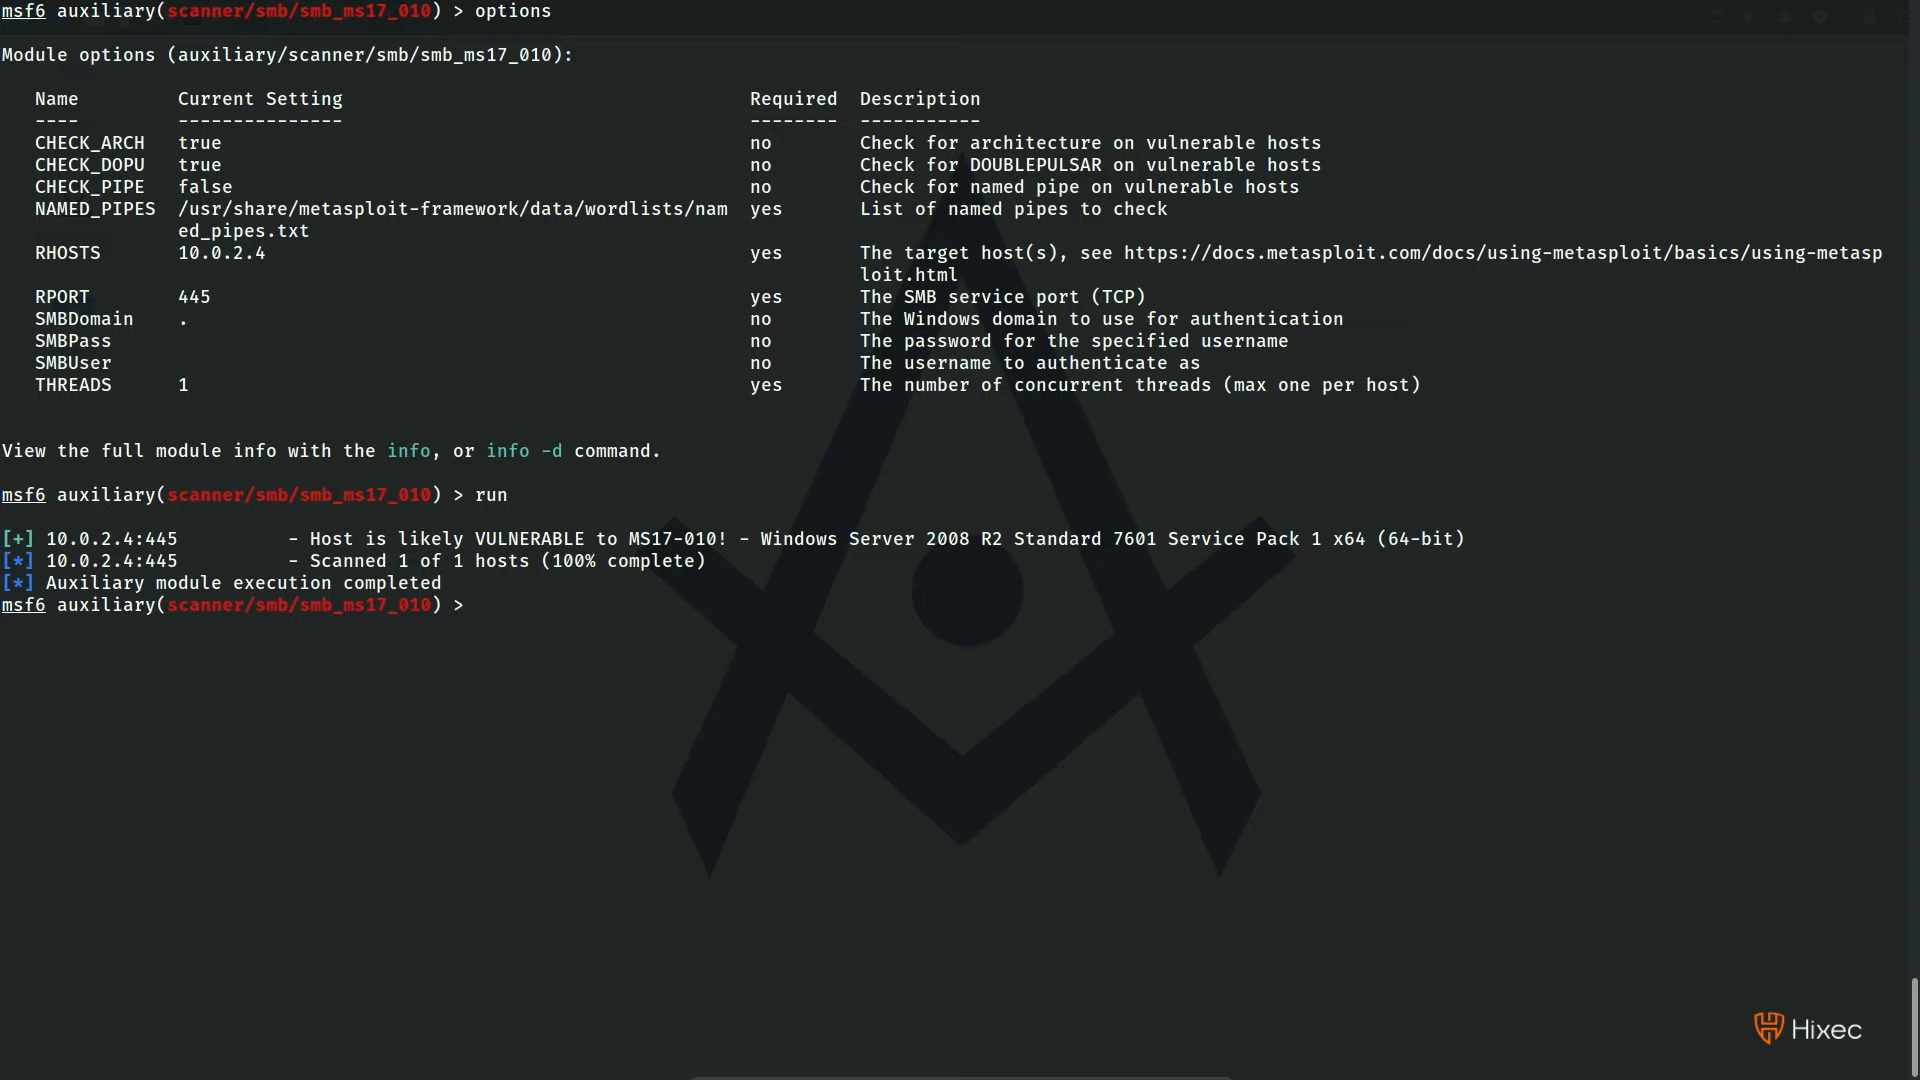 msf6 auxiliary(scanner/smb/smb_ms17_010) > options
Module options (auxiliary/scanner/smb/smb_ms17_010):
Name Current Setting Required Description
---- --------------- -------- -----------
CHECK_ARCH true no Check for architecture on vulnerable hosts
CHECK_DOPU true no Check for DOUBLEPULSAR on vulnerable hosts
CHECK_PIPE false no Check for named pipe on vulnerable hosts
NAMED_PIPES /usr/share/metasploit-framework/data/wordlists/nam yes List of named pipes to check
ed_pipes.txt
RHOSTS 10.0.2.4 yes The target host(s), see https://docs.metasploit.com/docs/using-metasploit/basics/using-metasp
loit.html
RPORT 445 yes The SMB service port (TCP)
SMBDomain . no The Windows domain to use for authentication
SMBPass no The password for the specified username
SMBUser no The username to authenticate as
THREADS 1 yes The number of concurrent threads (max one per host)
View the full module info with the info, or info -d command.
msf6 auxiliary(scanner/smb/smb_ms17_010) > run
[+] 10.0.2.4:445 - Host is likely VULNERABLE to MS17-010! - Windows Server 2008 R2 Standard 7601 Service Pack 1 x64 (64-bit)
[*] 10.0.2.4:445 - Scanned 1 of 1 hosts (100% complete)
[*] Auxiliary module execution completed
msf6 auxiliary(scanner/smb/smb_ms17_010) >
Hixec